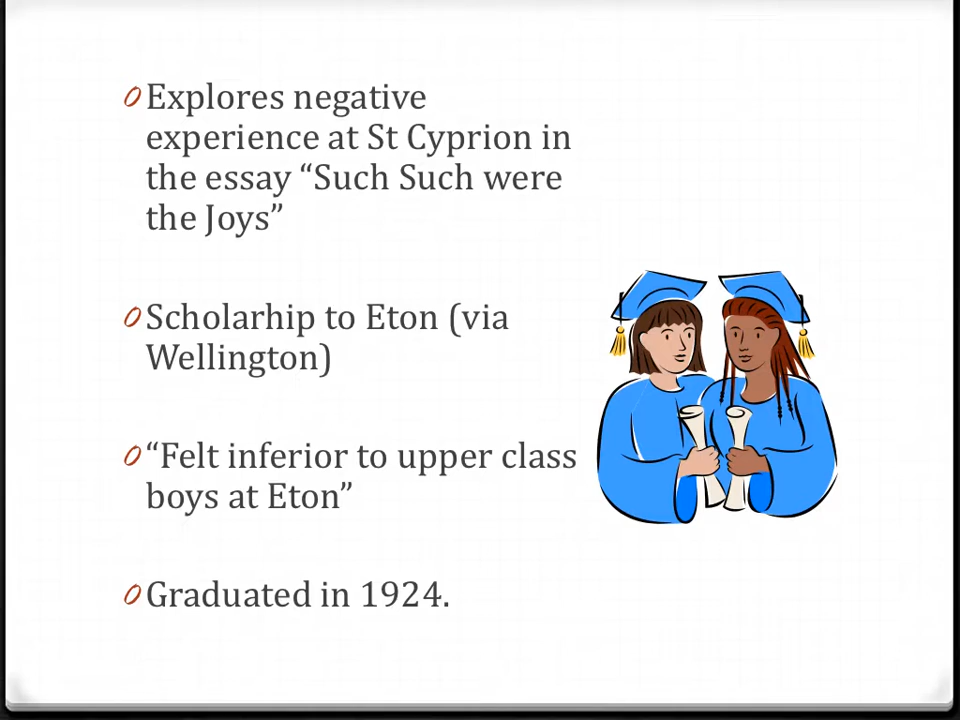 Explores negative
experience at St Cyprion in
the essay “Such Such were
the Joys”
Scholarhip to Eton (via
Wellington)
“Felt inferior to upper class
boys at Eton”
Graduated in 1924.